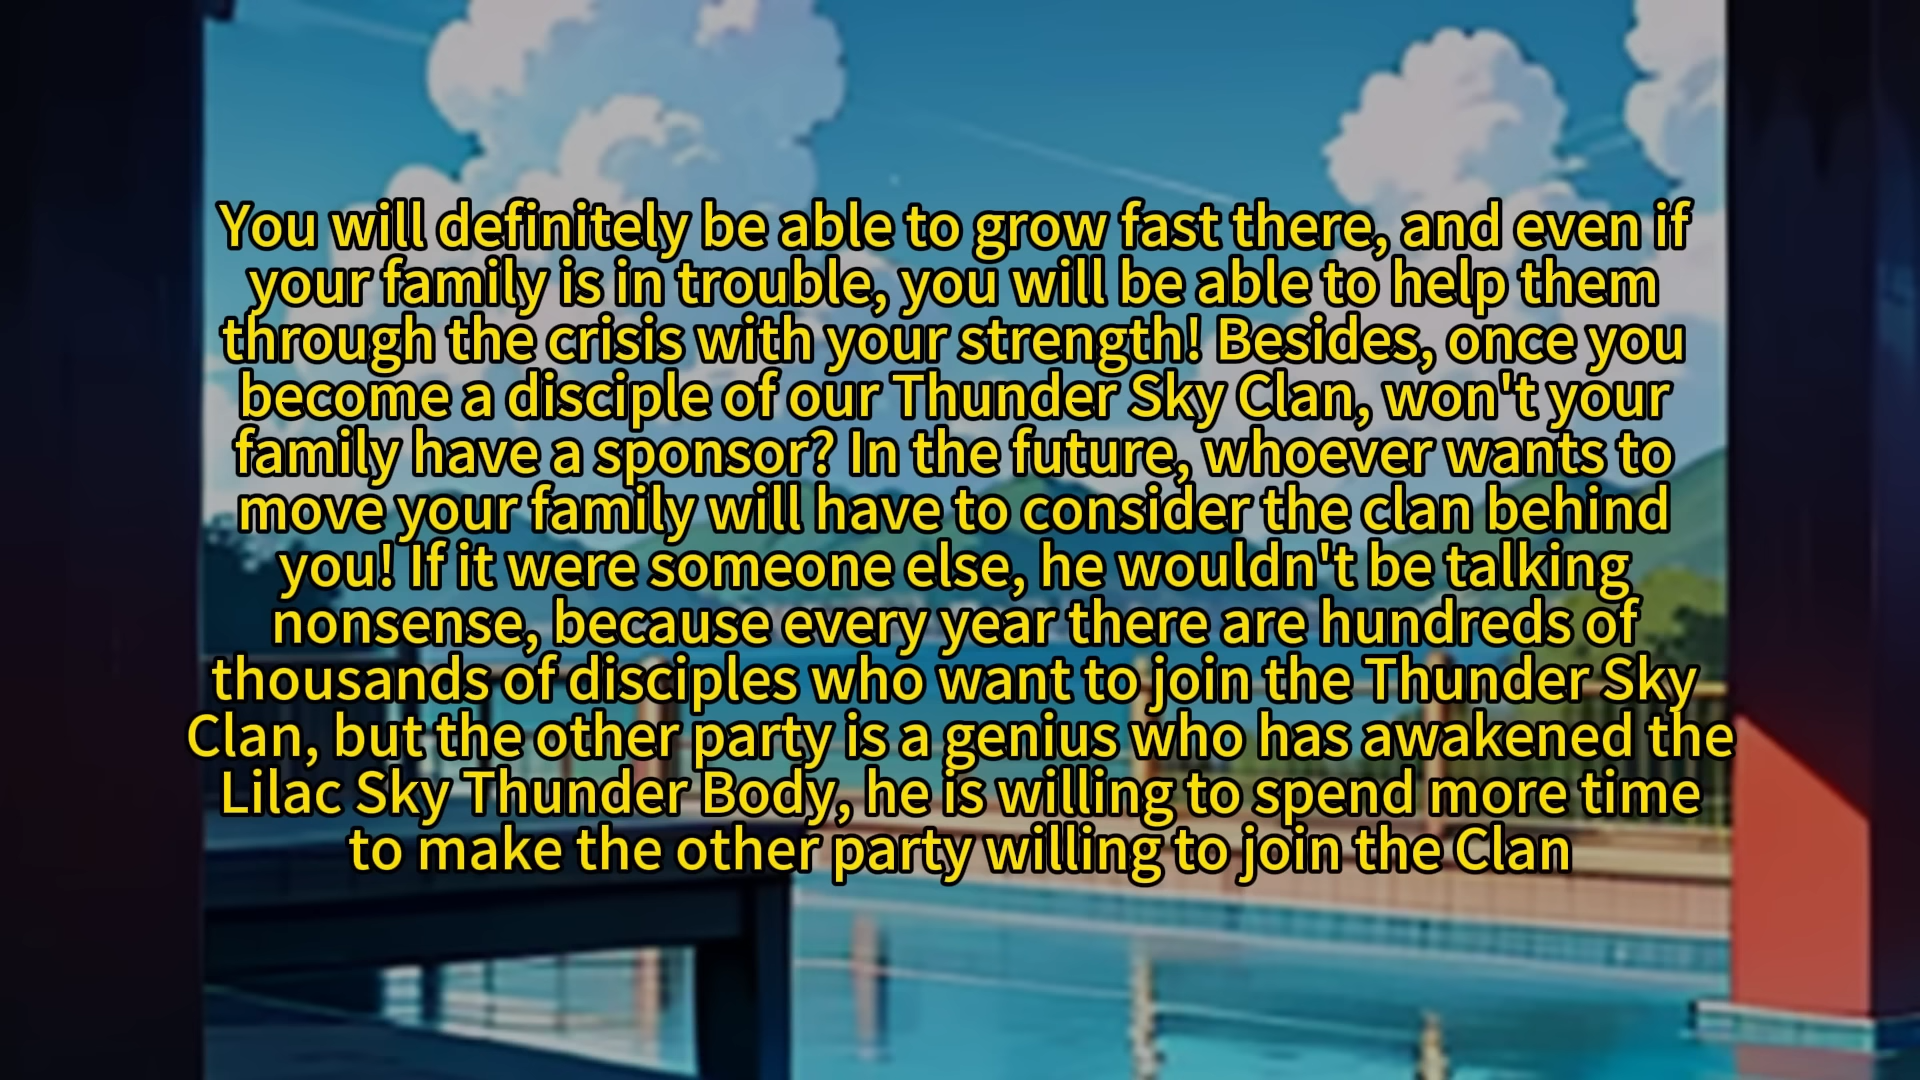 You will definitely be able to grow fast there, and even if
your family is in trouble, you will be able to help them
through the crisis with your strength! Besides, once you
become a disciple of our Thunder Sky Clan, won't your
family have a sponsor? In the future, whoever wants to
move your family will have to consider the clan behind
you! If it were someone else, he wouldn't be talking
nonsense, because every year there are hundreds of
thousands of disciples who want to join the Thunder Sky
Clan, but the other party is a genius who has awakened the
Lilac Sky Thunder Body, he is willing to spend more time
to make the other party willing to join the Clan